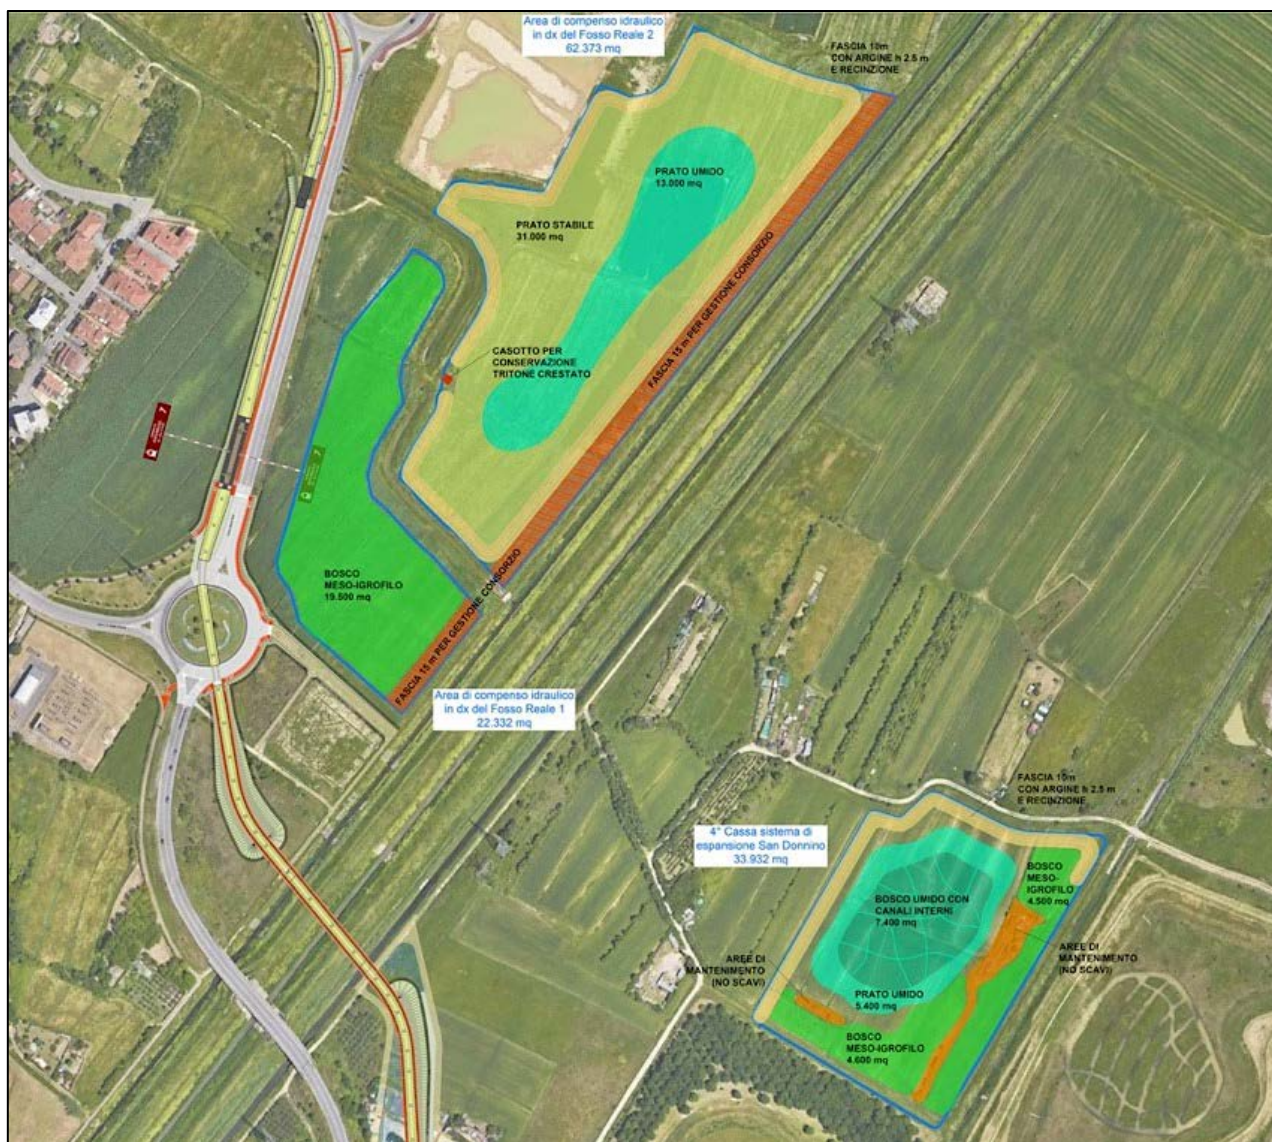 Area di compenso idraulico
in dx del Fosso Reale 2
62.373 mq
FASCIA 10m
CON ARGINE h 2.5 m
E RECINZIONE
PRATO UMIDO
13.000 mq
PRATO STABILE
31.000 mq
FASCIA 15 m PER GESTIONE CONSORZIO
CASOTTO PER
CONSERVAZIONE
TRITONE CRESTATO
7
7
BOSCO
MESO-IGROFILO
19.500 mq
FASCIA 15 m PER GESTIONE CONSORZIO
Area di compenso idraulico
in dx del Fosso Reale 1
22.332 mq
FASCIA 10m
CON ARGINE h 2.5 m
E RECINZIONE
4° Cassa sistema di
espansione San Donnino
33.932 mq
BOSCO
MESO-
IGROFILO
4.500 mq
BOSCO UMIDO CON
CANALI INTERNI
7.400 mq
AREE DI
MANTENIMENTO
(NO SCAVI)
AREE DI
MANTENIMENTO
(NO SCAVI)
PRATO UMIDO
5.400 mq
BOSCO
MESO-IGROFILO
4.600 mq